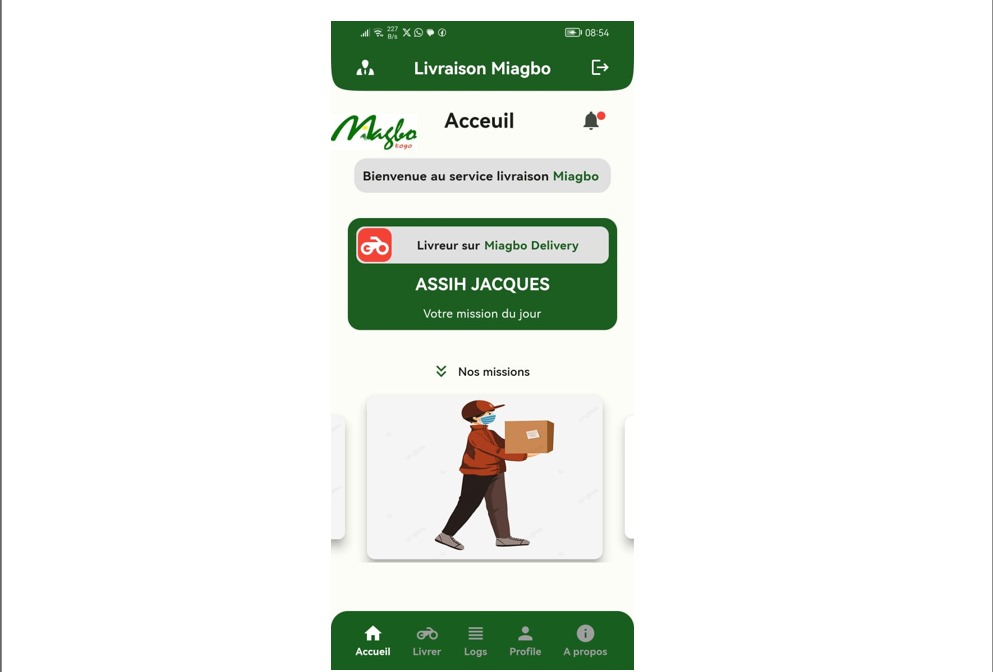 227
B/s
08:54
Livraison Miagbo
Miagbo
kogo
Acceuil
Bienvenue au service livraison Miagbo
Livreur sur Miagbo Delivery
ASSIH JACQUES
Votre mission du jour
Nos missions
Accueil
Livrer
Logs
Profile
A propos